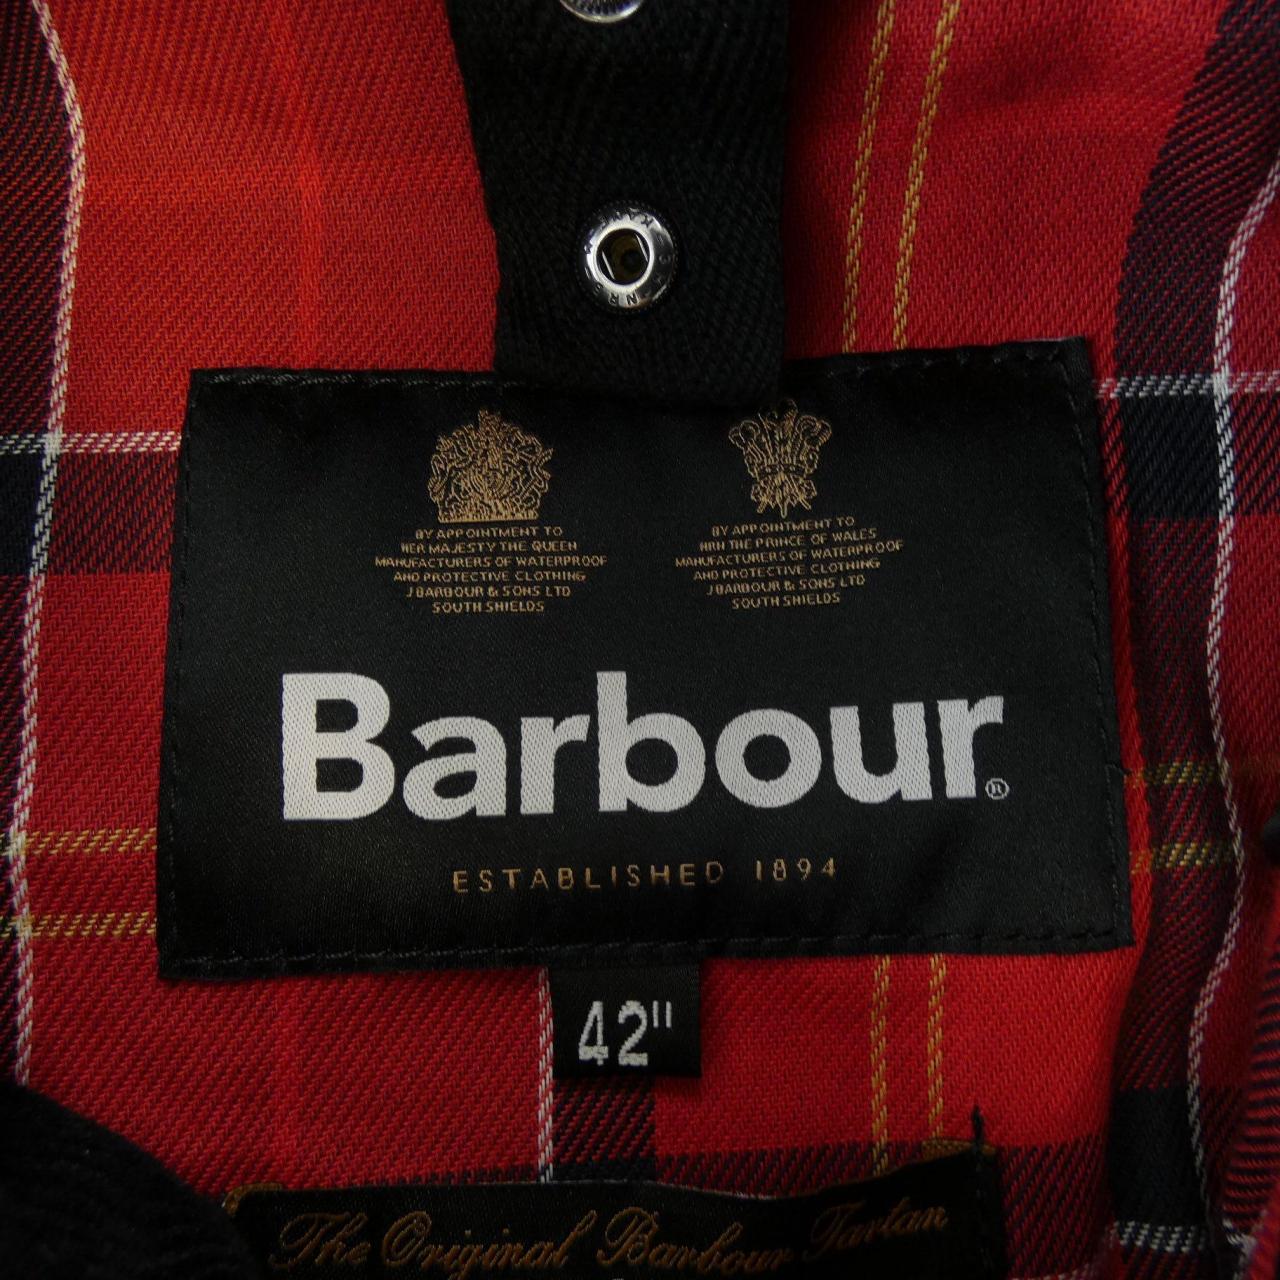 BY APPOINTMENT TO
HER MAJESTY THE QUEEN
MANUFACTURERS OF WATERPROOF
AND PROTECTIVE CLOTHING
J BARBOUR & SONS LTD
SOUTH SHIELDS
BY APPOINTMENT TO
HRH THE PRINCE OF WALES
MANUFACTURERS OF WATERPROOF
AND PROTECTIVE CLOTHING
J BARBOUR & SONS LTD
SOUTH SHIELDS
Barbour®
ESTABLISHED 1894
42"
The Original Barbour Tartan